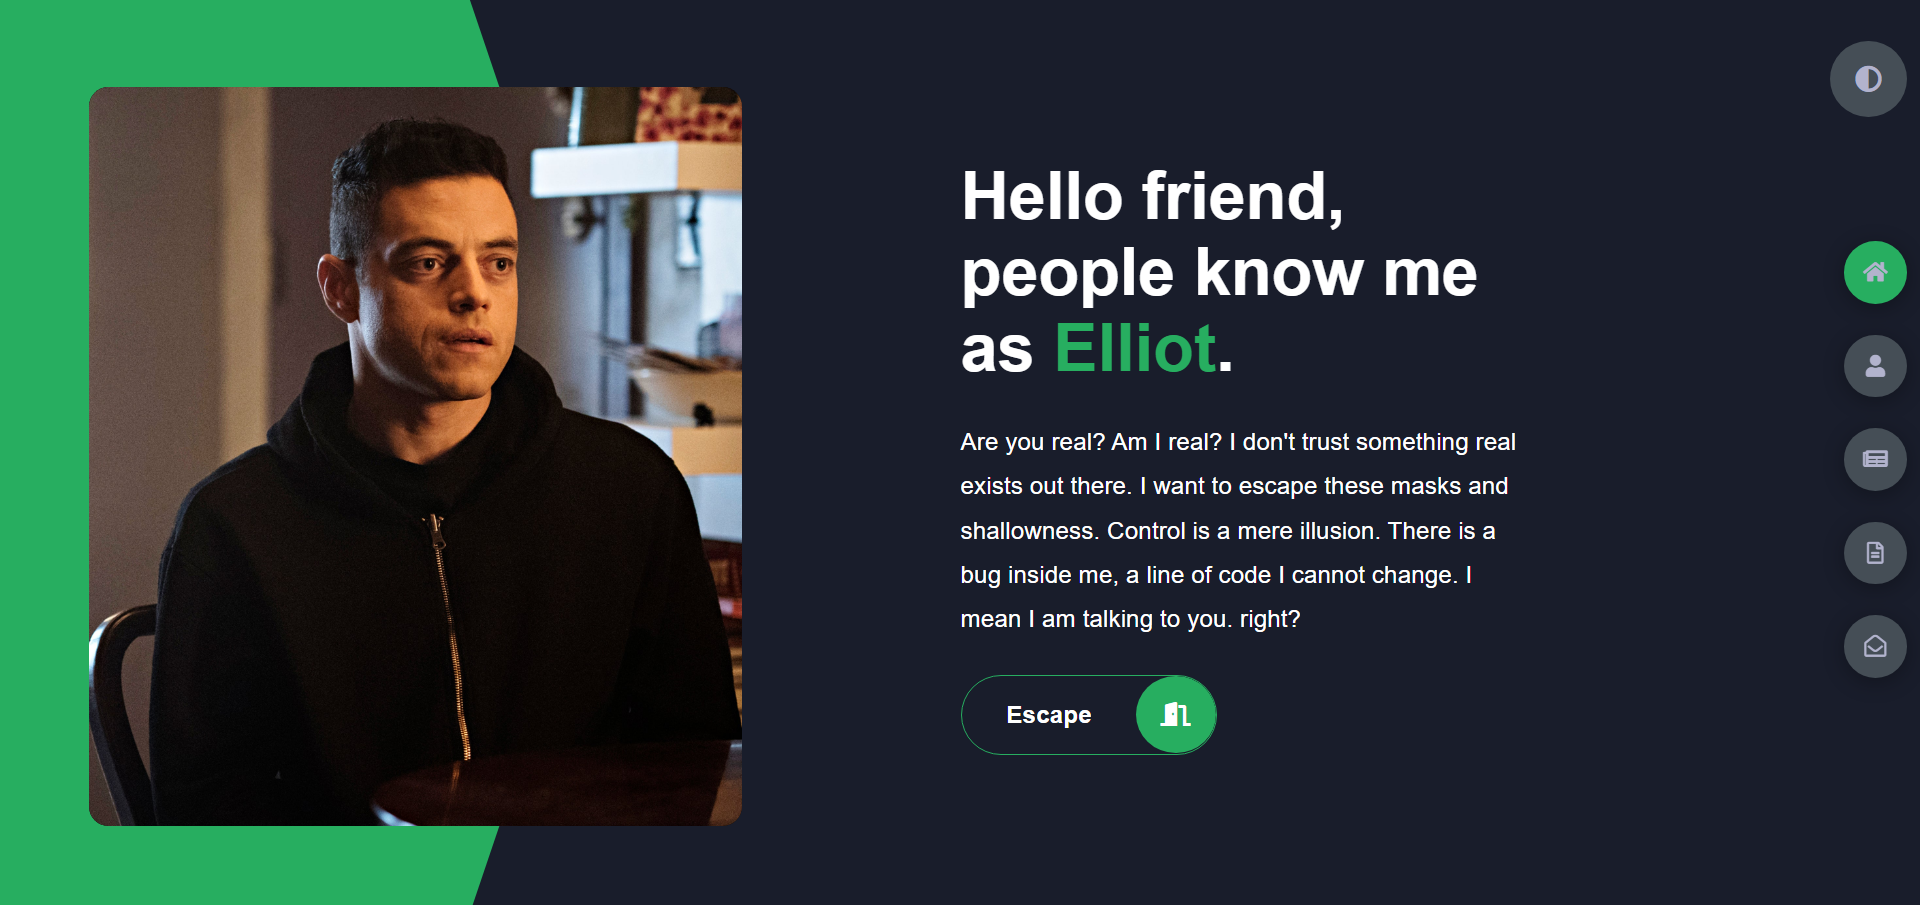 Hello friend,
people know me
as Elliot.
Are you real? Am I real? I don't trust something real
exists out there. I want to escape these masks and
shallowness. Control is a mere illusion. There is a
bug inside me, a line of code I cannot change. I
mean I am talking to you. right?
Escape